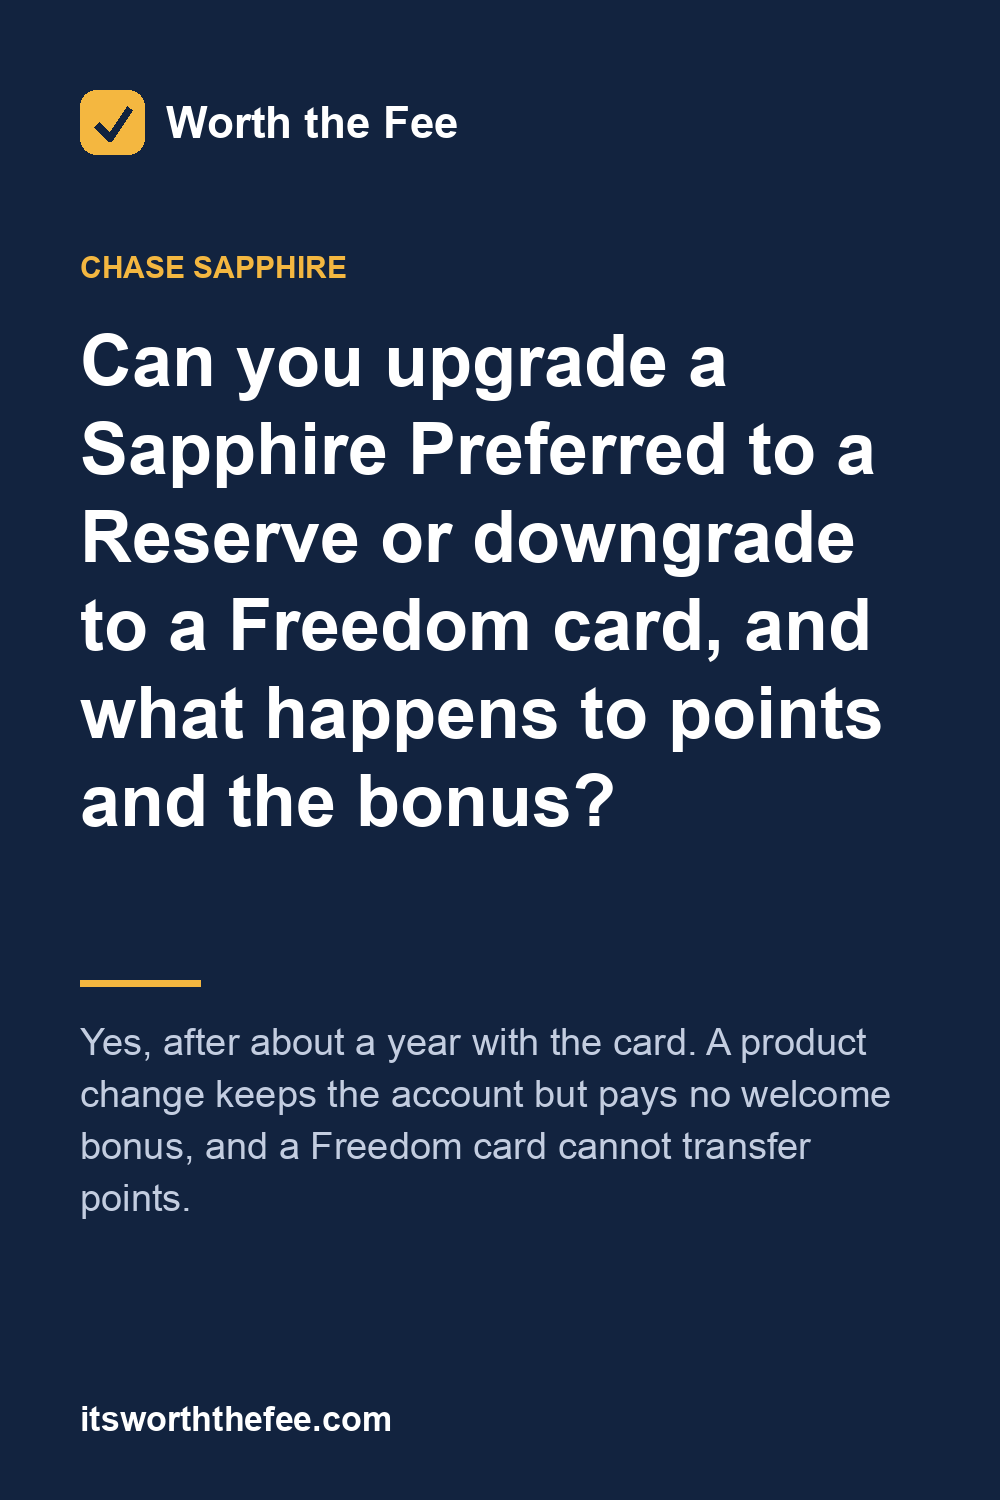 Worth the Fee
CHASE SAPPHIRE
Can you upgrade a
Sapphire Preferred to a
Reserve or downgrade
to a Freedom card, and
what happens to points
and the bonus?
Yes, after about a year with the card. A product
change keeps the account but pays no welcome
bonus, and a Freedom card cannot transfer
points.
itsworththefee.com